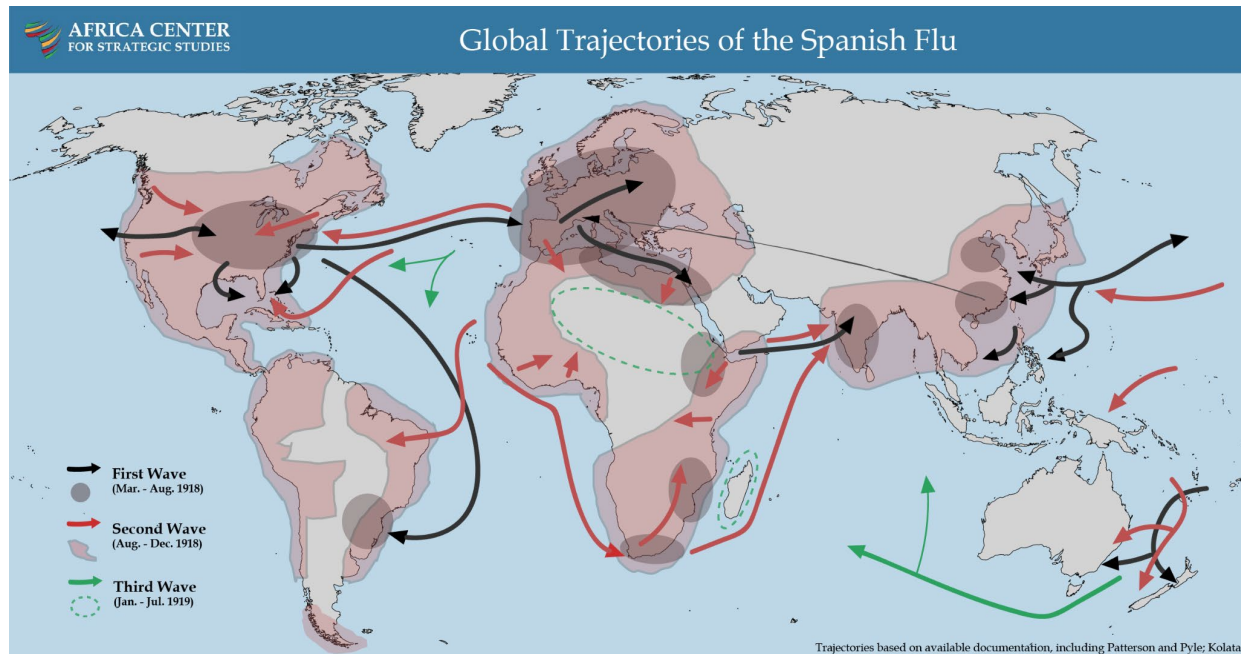 AFRICA CENTER
FOR STRATEGIC STUDIES
Global Trajectories of the Spanish Flu
First Wave
(Mar. - Aug. 1918)
Second Wave
(Aug. - Dec. 1918)
Third Wave
(Jan. - Jul. 1919)
Trajectories based on available documentation, including Patterson and Pyle; Kolata